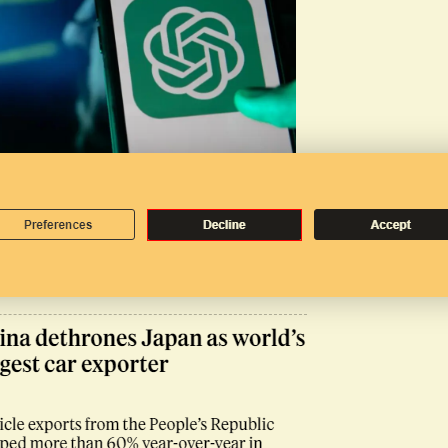 Preferences
Decline
Accept
ina dethrones Japan as world's
gest car exporter
icle exports from the People's Republic
ped more than 60% year-over-year in